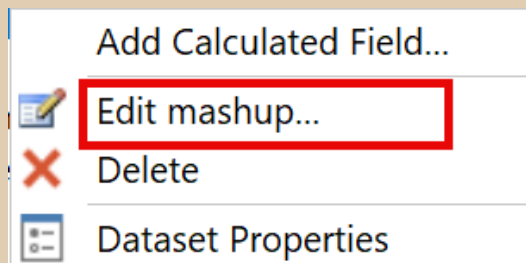 Add Calculated Field...
Edit mashup...
Delete
Dataset Properties